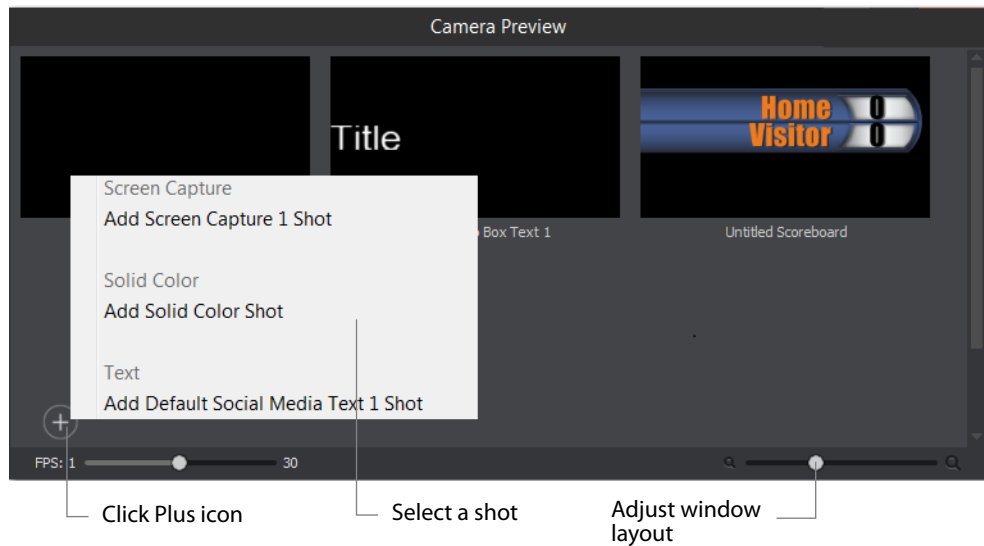 Camera Preview
Title
Home 0
Visitor 0
Screen Capture
Add Screen Capture 1 Shot
Box Text 1
Untitled Scoreboard
Solid Color
Add Solid Color Shot
Text
Add Default Social Media Text 1 Shot
FPS: 1
30
Click Plus icon
Select a shot
Adjust window
layout